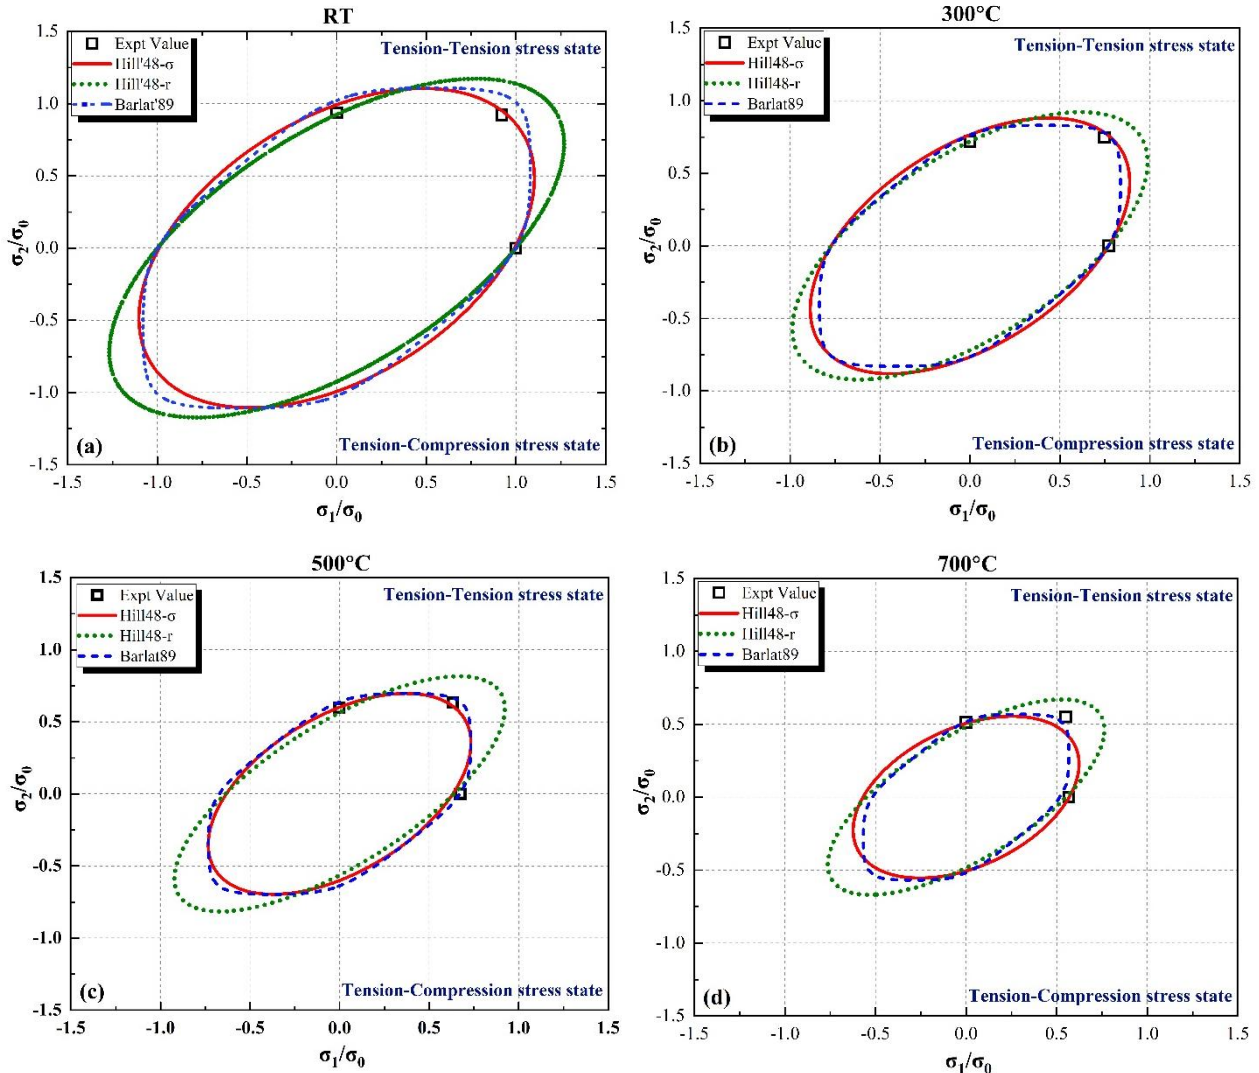 RT
Expt Value
Hill'48-σ
Hill'48-r
Barlat'89
Tension-Tension stress state
1.5
1.0
0.5
0.0
-0.5
-1.0
-1.5
σ2/σ0
(a)
Tension-Compression stress state
-1.5 -1.0 -0.5 0.0 0.5 1.0 1.5
σ1/σ0
300°C
Expt Value
Hill48-σ
Hill48-r
Barlat89
Tension-Tension stress state
1.5
1.0
0.5
0.0
-0.5
-1.0
-1.5
σ2/σ0
(b)
Tension-Compression stress state
-1.5 -1.0 -0.5 0.0 0.5 1.0 1.5
σ1/σ0
500°C
Expt Value
Hill48-σ
Hill48-r
Barlat89
Tension-Tension stress state
1.5
1.0
0.5
0.0
-0.5
-1.0
-1.5
σ2/σ0
(c)
Tension-Compression stress state
-1.5 -1.0 -0.5 0.0 0.5 1.0 1.5
σ1/σ0
700°C
Expt Value
Hill48-σ
Hill48-r
Barlat89
Tension-Tension stress state
1.5
1.0
0.5
0.0
-0.5
-1.0
-1.5
σ2/σ0
(d)
Tension-Compression stress state
-1.5 -1.0 -0.5 0.0 0.5 1.0 1.5
σ1/σ0